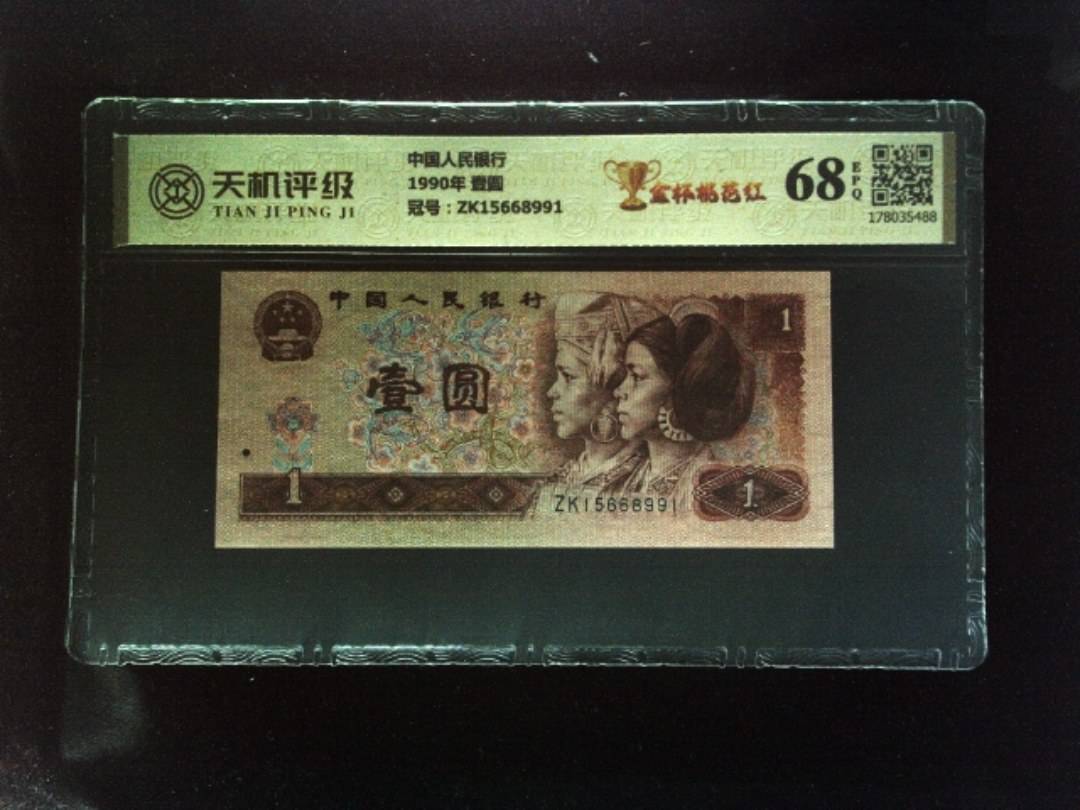 天机评级
TIAN JI PING JI
中国人民银行
1990年 壹圆
冠号：ZK15668991
金杯桃花红
68
EPQ
178035488
中国人民银行
1
壹圆
1
ZK15668991
1